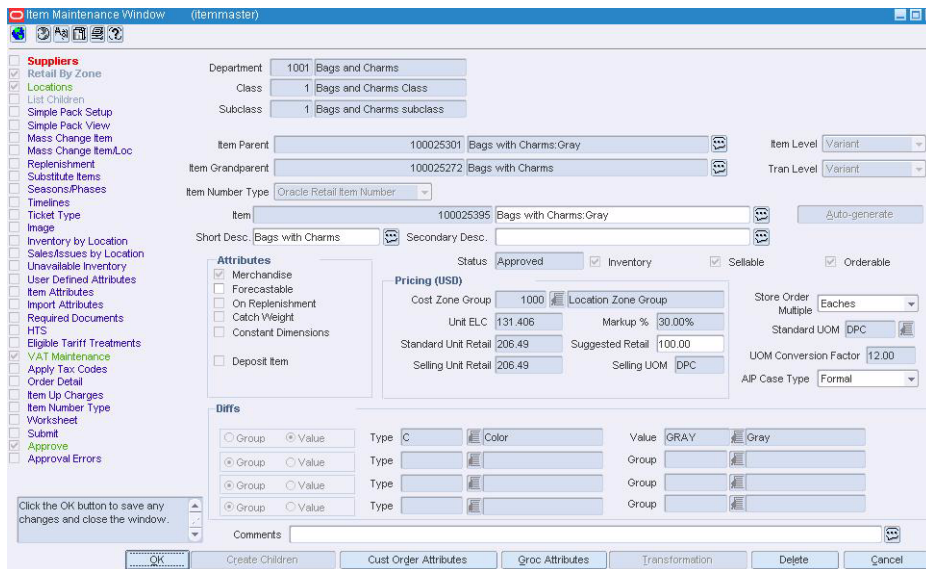 Item Maintenance Window (itemmaster)
Suppliers
Retail By Zone
Locations
List Children
Simple Pack Setup
Simple Pack View
Mass Change Item
Mass Change Item/Loc
Replenishment
Substitute Items
Seasons/Phases
Timelines
Ticket Type
Image
Inventory by Location
Sales/Issues by Location
Unavailable Inventory
User Defined Attributes
Item Attributes
Import Attributes
Required Documents
HTS
Eligible Tariff Treatments
VAT Maintenance
Apply Tax Codes
Order Detail
Item Up Charges
Item Number Type
Worksheet
Submit
Approve
Approval Errors
Click the OK button to save any
changes and close the window.
Department 1001 Bags and Charms
Class 1 Bags and Charms Class
Subclass 1 Bags and Charms subclass
Item Parent 100025301 Bags with Charms:Gray Item Level Variant
Item Grandparent 100025272 Bags with Charms Tran Level Variant
Item Number Type Oracle Retail Item Number
Item 100025395 Bags with Charms:Gray Auto-generate
Short Desc. Bags with Charms Secondary Desc.
Attributes Status Approved Inventory Sellable Orderable
Merchandise
Forecastable
On Replenishment
Catch Weight
Constant Dimensions
Deposit Item
Pricing (USD)
Cost Zone Group 1000 Location Zone Group
Unit ELC 131.406 Markup % 30.00%
Standard Unit Retail 206.49 Suggested Retail 100.00
Selling Unit Retail 206.49 Selling UOM DPC
Store Order
Multiple Eaches
Standard UOM DPC
UOM Conversion Factor 12.00
AIP Case Type Formal
Diffs
Group Value Type C Color Value GRAY Gray
Group Value Type Group
Group Value Type Group
Group Value Type Group
Comments
OK Create Children Cust Order Attributes Groc Attributes Transformation Delete Cancel